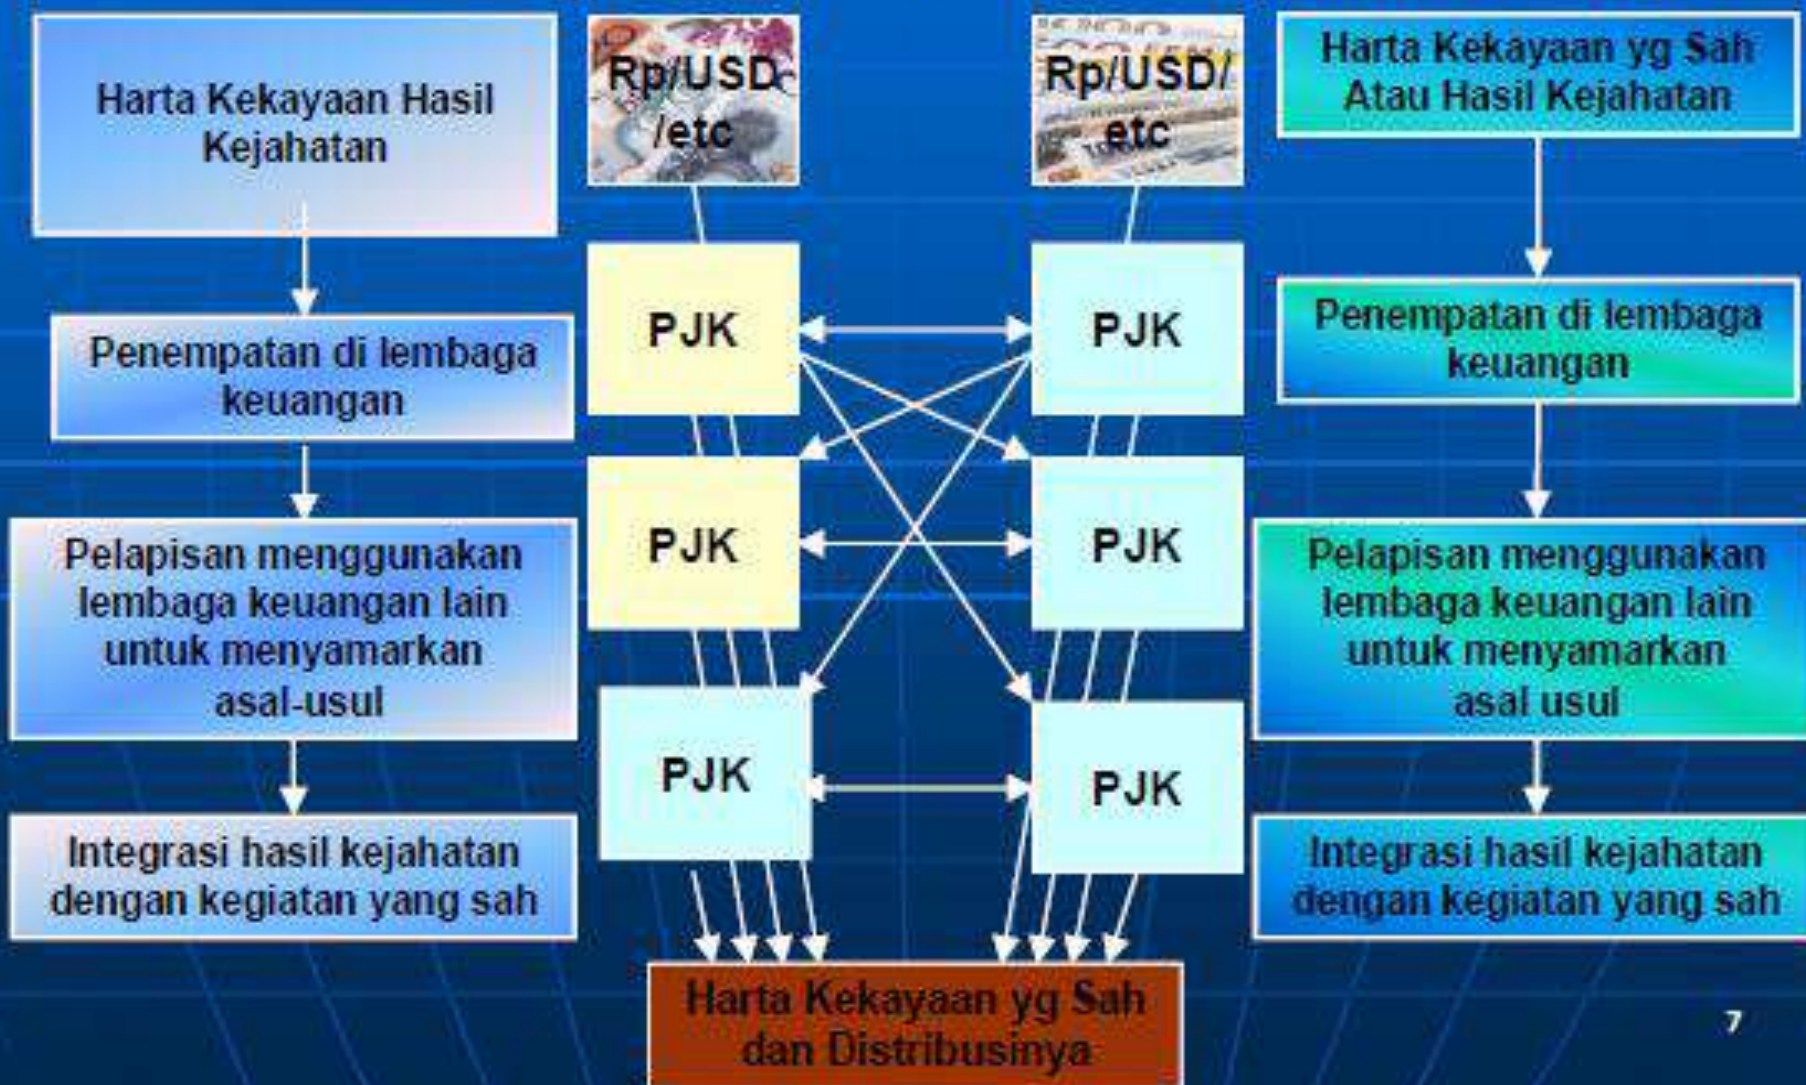 Harta Kekayaan Hasil
Kejahatan
Penempatan di lembaga
keuangan
Pelapisan menggunakan
lembaga keuangan lain
untuk menyamarkan
asal-usul
Integrasi hasil kejahatan
dengan kegiatan yang sah
Rp/USD
/etc
PJK
PJK
PJK
Rp/USD/
etc
PJK
PJK
PJK
Harta Kekayaan yg Sah
Atau Hasil Kejahatan
Penempatan di lembaga
keuangan
Pelapisan menggunakan
lembaga keuangan lain
untuk menyamarkan
asal usul
Integrasi hasil kejahatan
dengan kegiatan yang sah
Harta Kekayaan yg Sah
dan Distribusinya
7